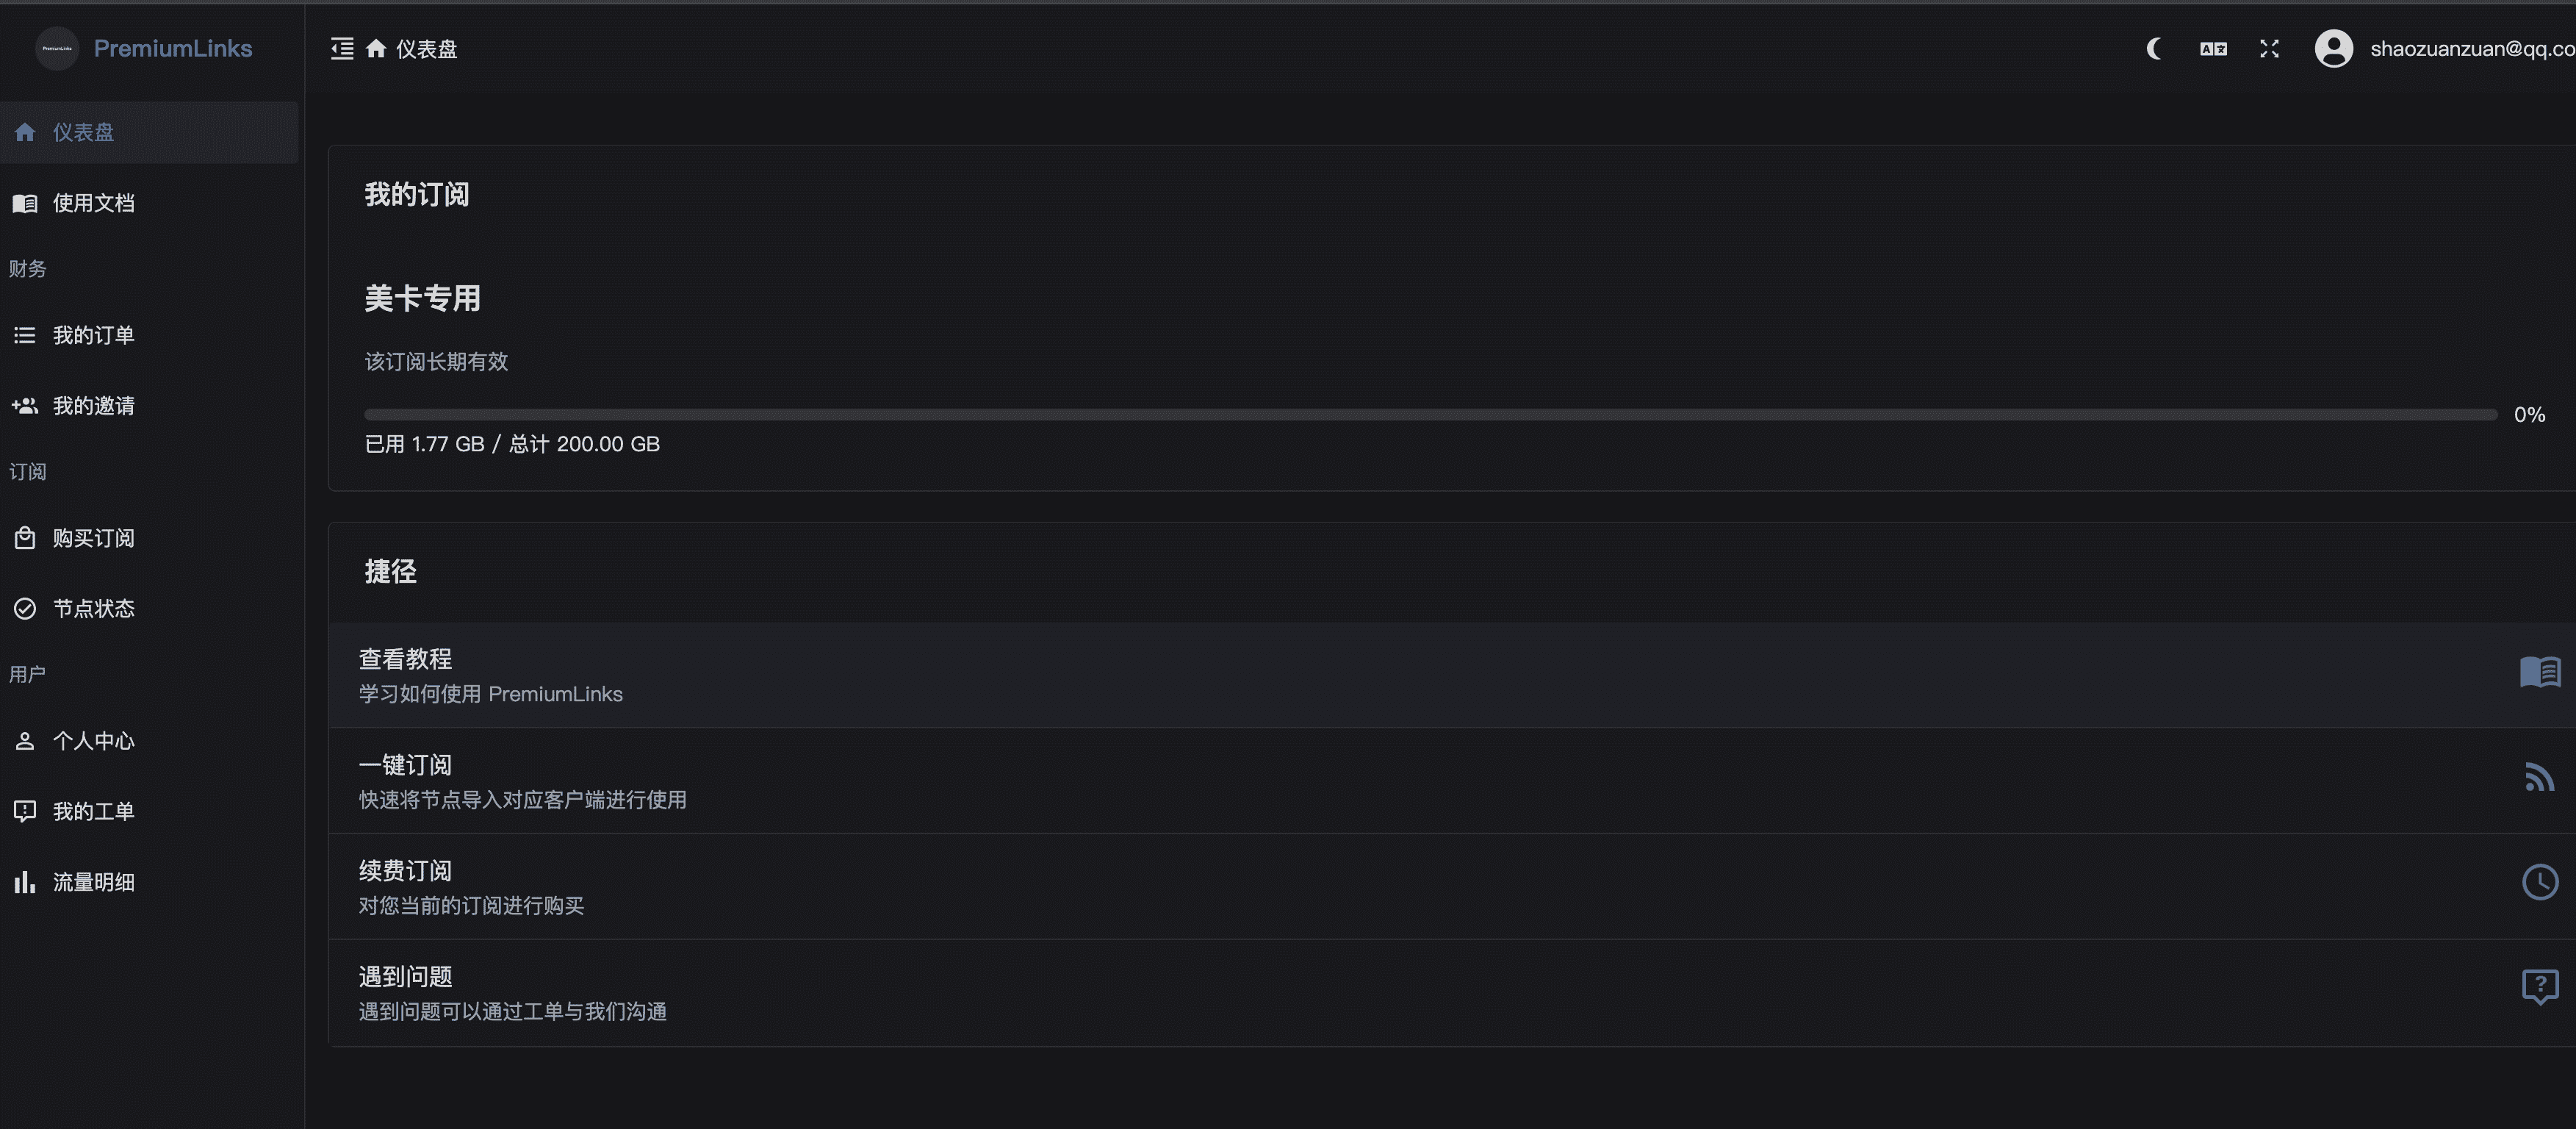 PremiumLinks
PremiumLinks
仪表盘
shaozuanzuan@qq.co
仪表盘
使用文档
财务
我的订单
我的邀请
订阅
购买订阅
节点状态
用户
个人中心
我的工单
流量明细
我的订阅
美卡专用
该订阅长期有效
0%
已用 1.77 GB / 总计 200.00 GB
捷径
查看教程
学习如何使用 PremiumLinks
一键订阅
快速将节点导入对应客户端进行使用
续费订阅
对您当前的订阅进行购买
遇到问题
遇到问题可以通过工单与我们沟通